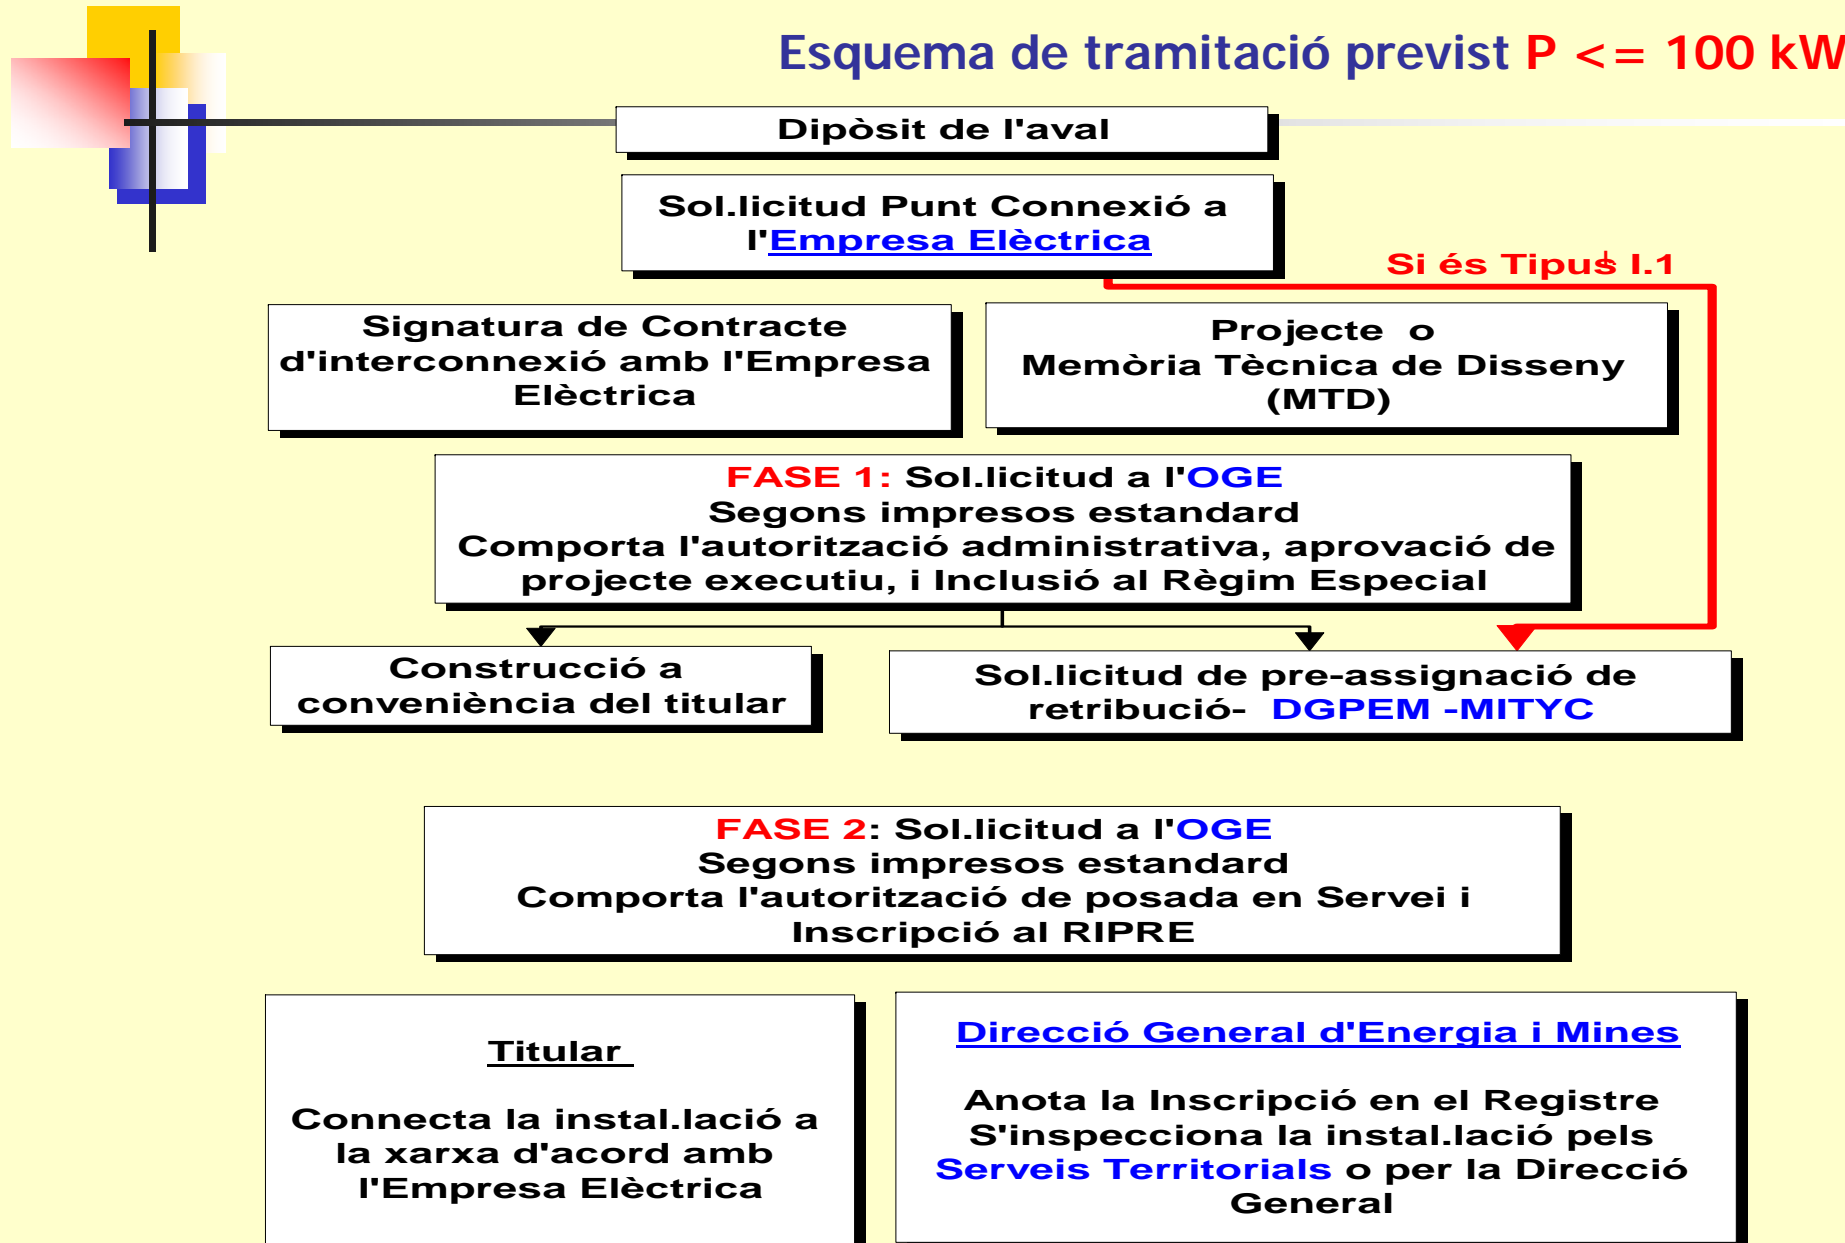 Esquema de tramitació previst P <= 100 kW
Dipòsit de l'aval
Sol.licitud Punt Connexió a
l'Empresa Elèctrica
Si és Tipus I.1
Signatura de Contracte
d'interconnexió amb l'Empresa
Elèctrica
Projecte o
Memòria Tècnica de Disseny
(MTD)
FASE 1: Sol.licitud a l'OGE
Segons impresos estandard
Comporta l'autorització administrativa, aprovació de
projecte executiu, i Inclusió al Règim Especial
Construcció a
conveniència del titular
Sol.licitud de pre-assignació de
retribució- DGPEM -MITYC
FASE 2: Sol.licitud a l'OGE
Segons impresos estandard
Comporta l'autorització de posada en Servei i
Inscripció al RIPRE
Titular
Connecta la instal.lació a
la xarxa d'acord amb
l'Empresa Elèctrica
Direcció General d'Energia i Mines
Anota la Inscripció en el Registre
S'inspecciona la instal.lació pels
Serveis Territorials o per la Direcció
General